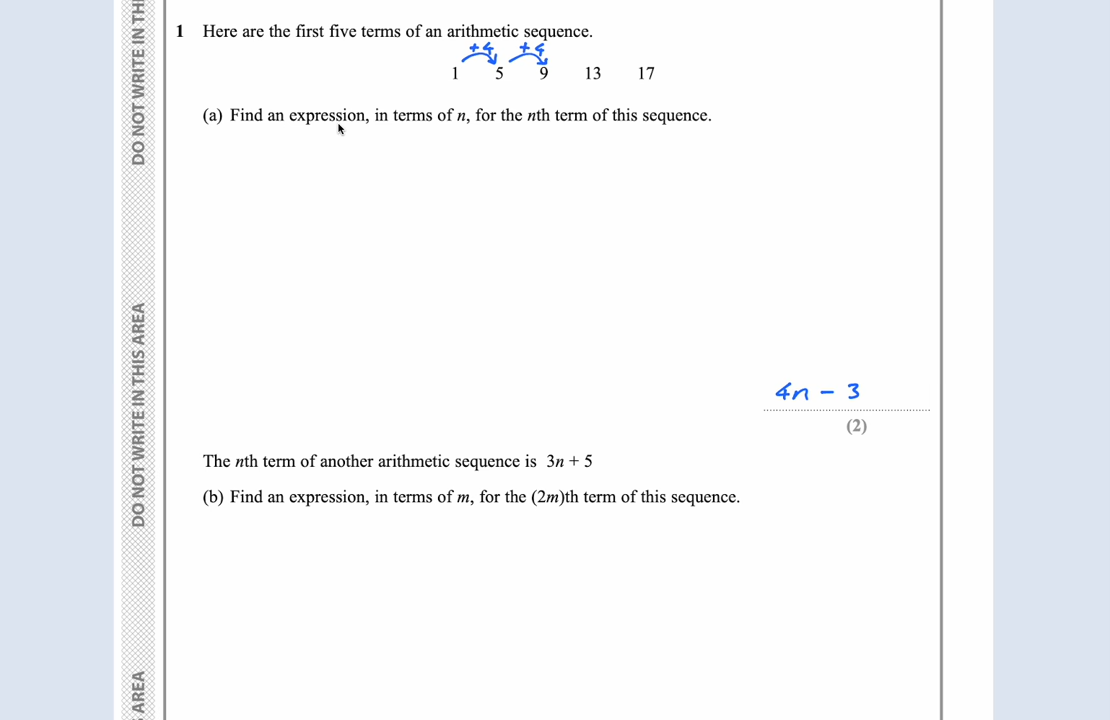 DO NOT WRITE IN TH
1 Here are the first five terms of an arithmetic sequence.
+4 +4
1 5 9 13 17
(a) Find an expression, in terms of n, for the nth term of this sequence.
4n − 3
(2)
DO NOT WRITE IN THIS AREA
The nth term of another arithmetic sequence is 3n + 5
(b) Find an expression, in terms of m, for the (2m)th term of this sequence.
AREA